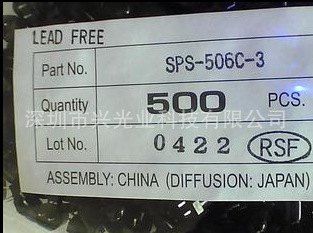 LEAD FREE
Part No. SPS-506C-3
Quantity 500 PCS.
深圳市兴光业科技有限公司
Lot No. 0422 RSF
ASSEMBLY: CHINA (DIFFUSION: JAPAN)